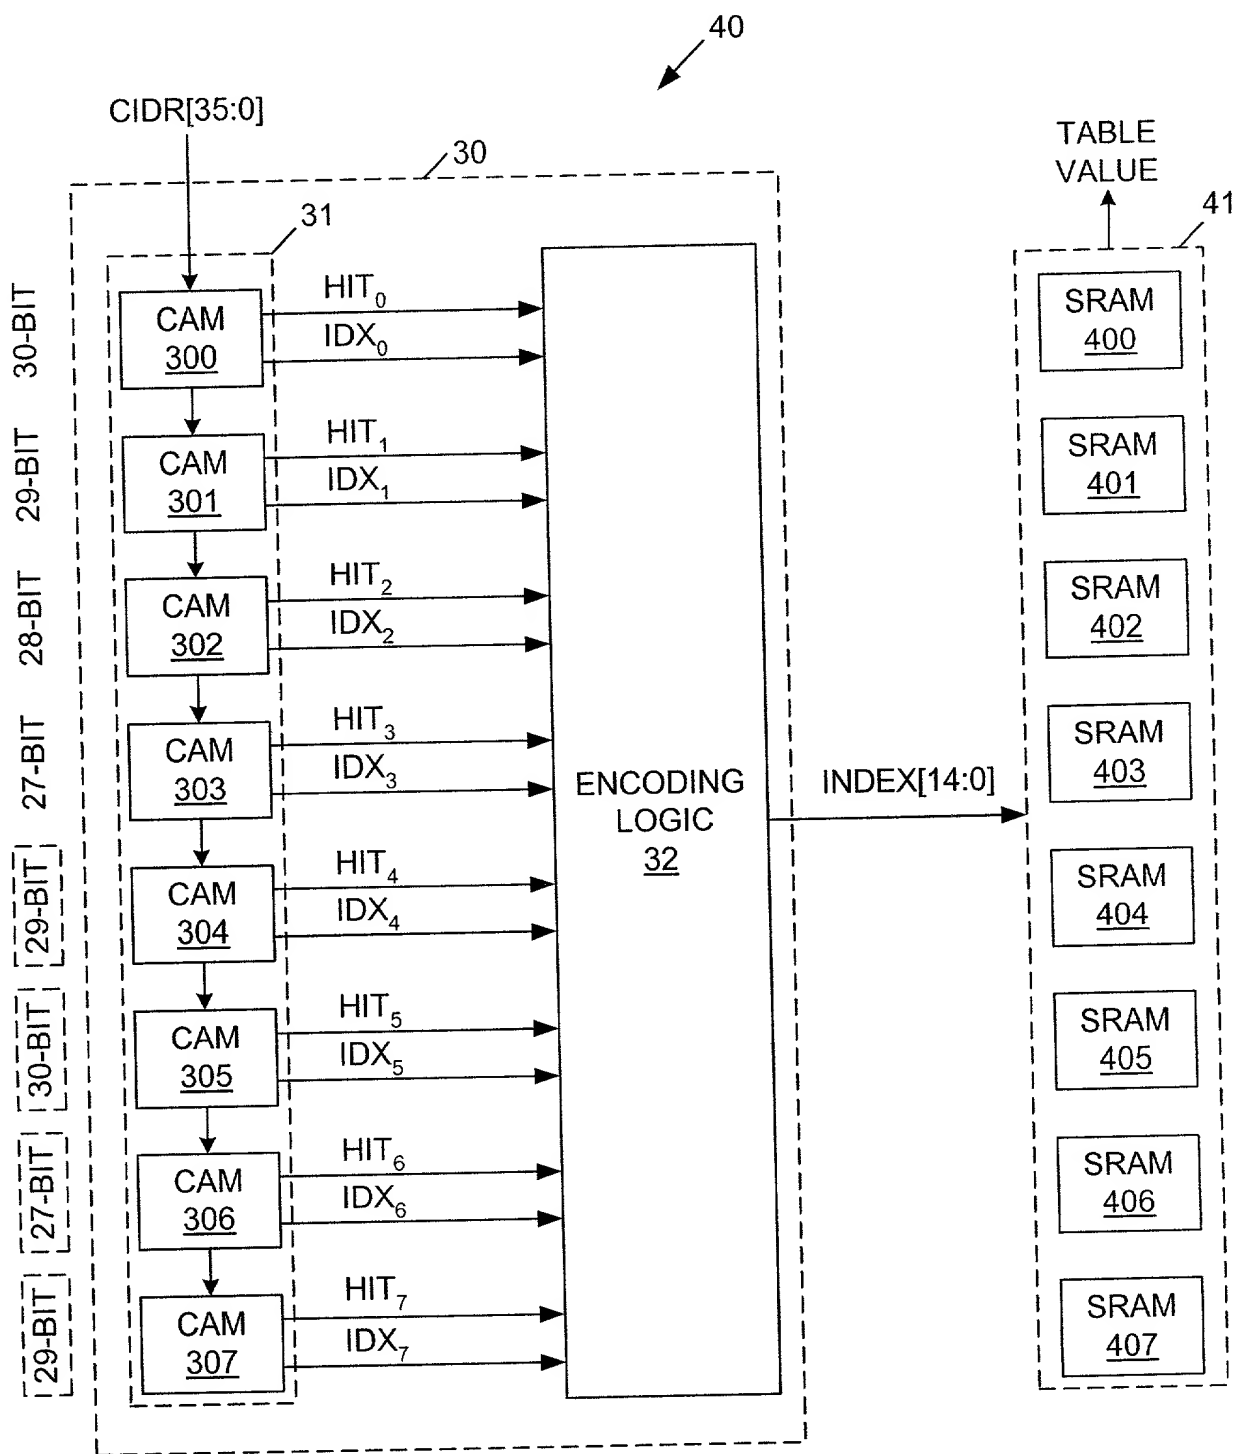 40
CIDR[35:0]
30
31
TABLE
VALUE
41
30-BIT
CAM
300
HIT0
IDX0
SRAM
400
29-BIT
CAM
301
HIT1
IDX1
SRAM
401
28-BIT
CAM
302
HIT2
IDX2
SRAM
402
27-BIT
CAM
303
HIT3
IDX3
ENCODING
LOGIC
32
INDEX[14:0]
SRAM
403
29-BIT
CAM
304
HIT4
IDX4
SRAM
404
30-BIT
CAM
305
HIT5
IDX5
SRAM
405
27-BIT
CAM
306
HIT6
IDX6
SRAM
406
29-BIT
CAM
307
HIT7
IDX7
SRAM
407